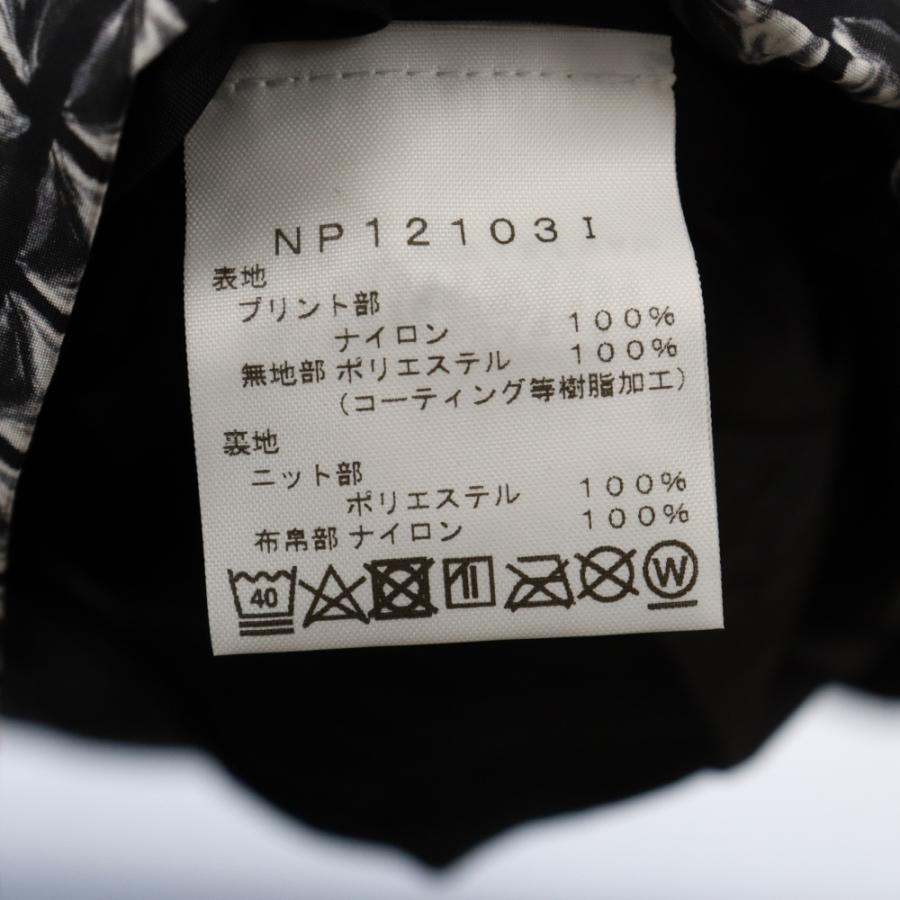 NP12103I
表地
プリント部
ナイロン 100%
無地部 ポリエステル 100%
(コーティング等樹脂加工)
裏地
ニット部
ポリエステル 100%
布帛部 ナイロン 100%
40 W